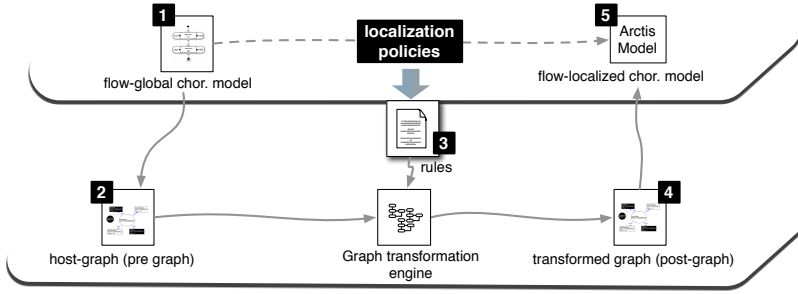 1
localization
policies
5
Arctis
Model
flow-global chor. model
flow-localized chor. model
3
rules
2
4
host-graph (pre graph)
Graph transformation
engine
transformed graph (post-graph)